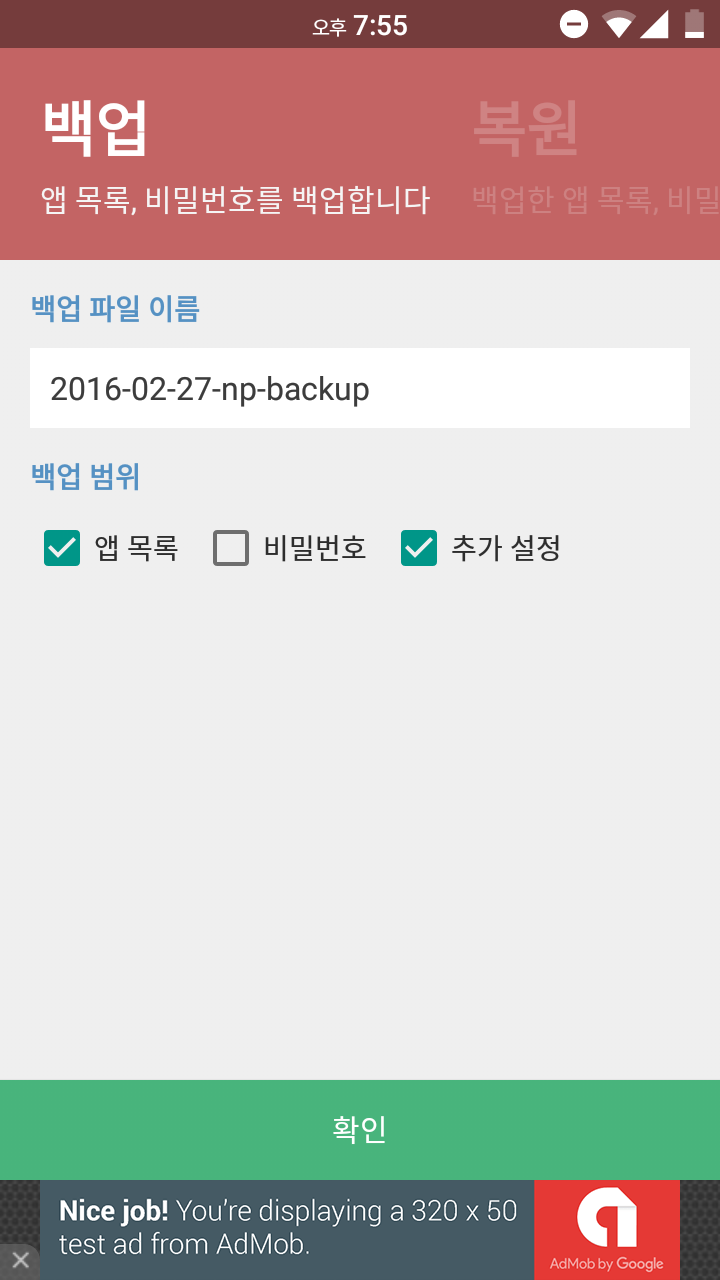 오후 7:55
백업
앱 목록, 비밀번호를 백업합니다
복원
백업한 앱 목록, 비밀
백업 파일 이름
2016-02-27-np-backup
백업 범위
앱 목록 비밀번호 추가 설정
확인
Nice job! You're displaying a 320 x 50
test ad from AdMob.
AdMob by Google